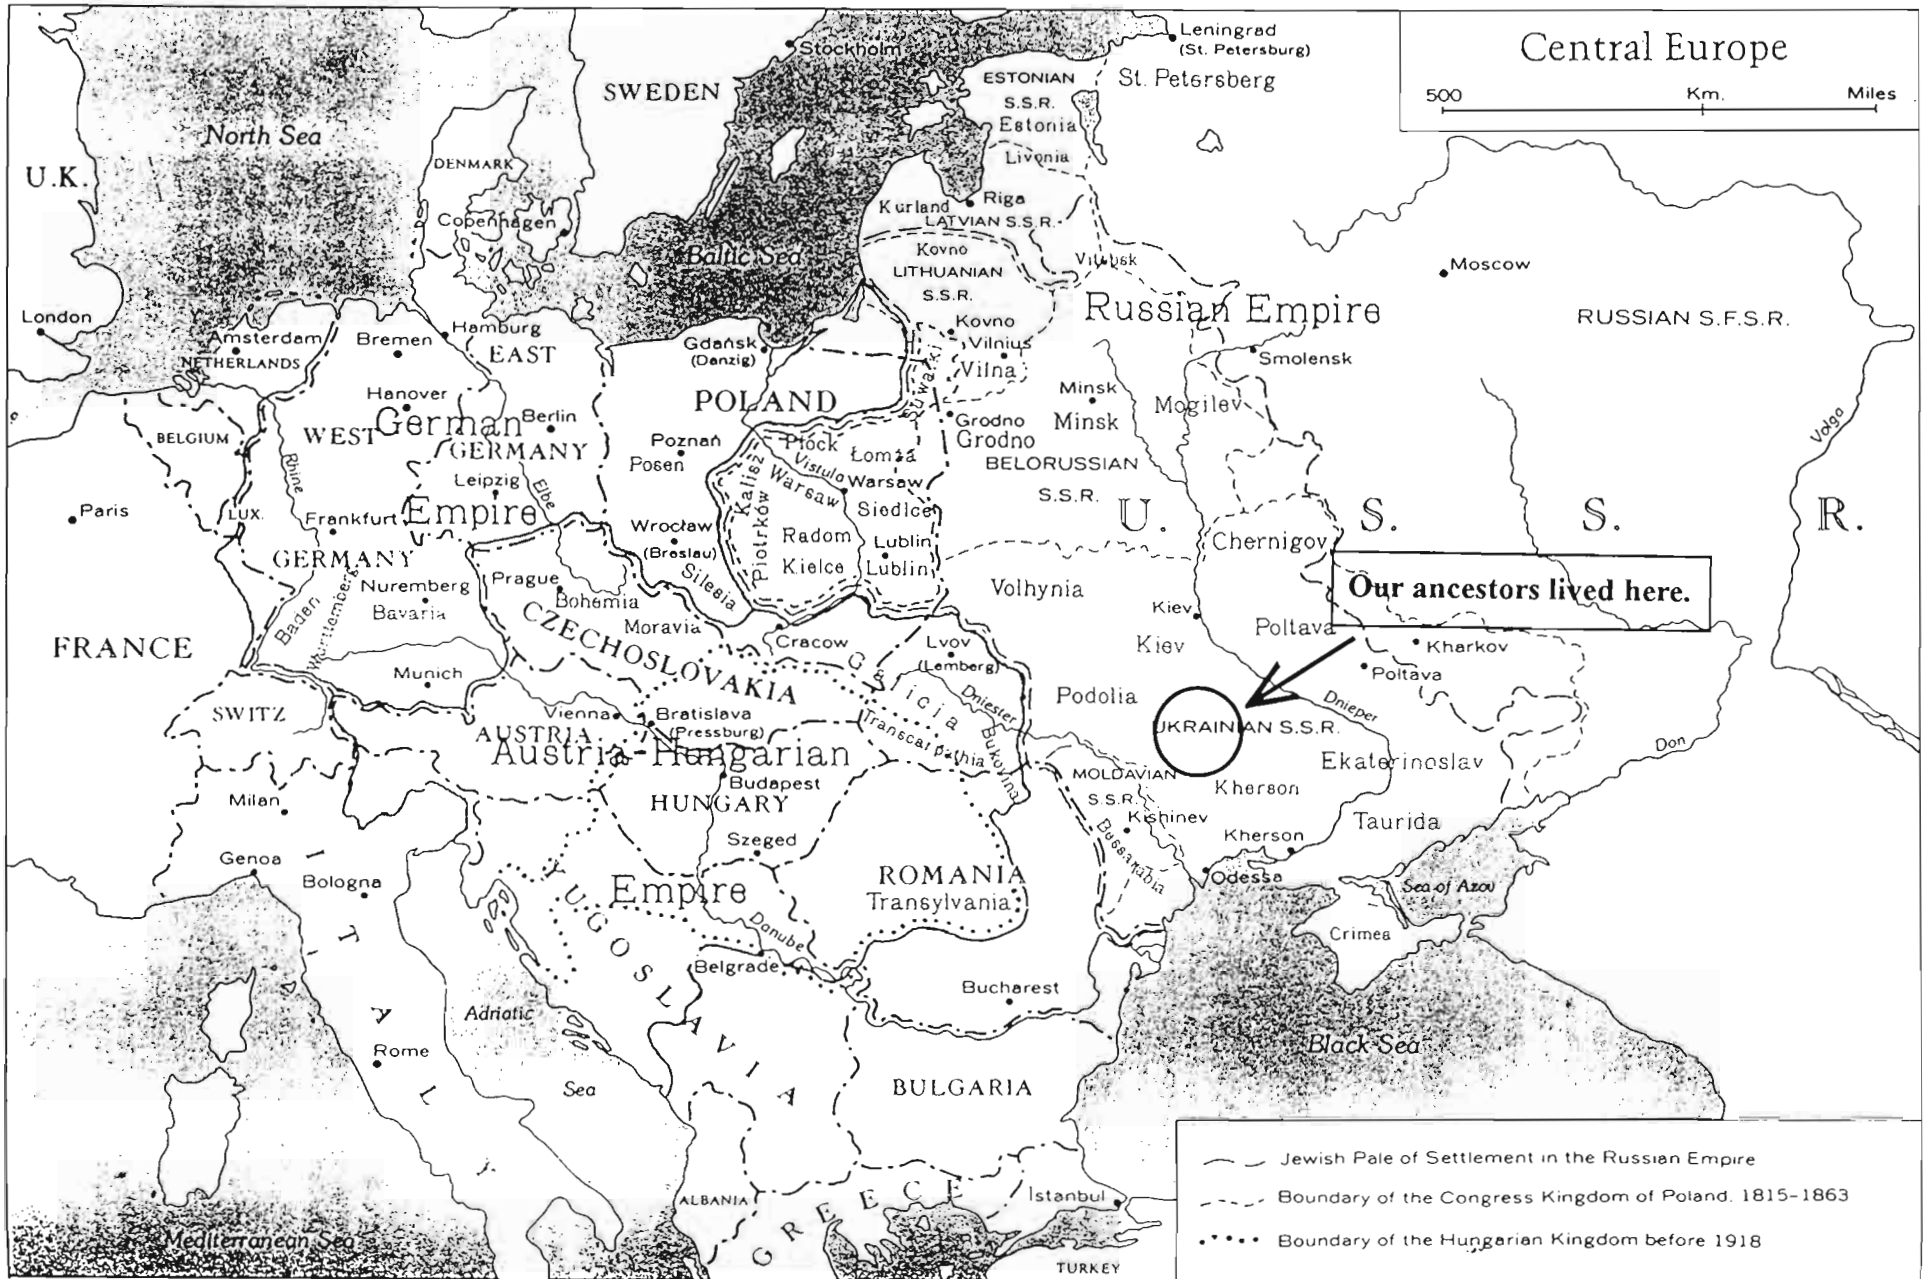 Central Europe
500 Km. Miles
Leningrad
(St. Petersburg)
St. Petersberg
Stockholm
SWEDEN
ESTONIAN
S.S.R.
Estonia
Livonia
North Sea
U.K.
DENMARK
Copenhagen
Riga
Kurland
LATVIAN S.S.R.
Baltic Sea
Kovno
LITHUANIAN
S.S.R.
Vitebsk
Moscow
Russian Empire
RUSSIAN S.F.S.R.
London
Amsterdam
NETHERLANDS
Bremen
Hamburg
EAST
Gdańsk
(Danzig)
Kovno
Vilnius
Vilna
Suwałki
Smolensk
Hanover
German
Berlin
WEST
GERMANY
POLAND
Minsk
Minsk
Mogilev
Grodno
Grodno
BELGIUM
Rhine
Poznań
Posen
Płock
Łomża
Vistula
Warsaw
Warsaw
Kalisz
Piotrków
Siedlce
BELORUSSIAN
S.S.R.
Volga
Leipzig
Elbe
Paris
LUX.
Frankfurt
Empire
Wrocław
(Breslau)
Silesia
Radom
Kielce
Lublin
Lublin
U. S. S. R.
Chernigov
GERMANY
Nuremberg
Bavaria
Baden
Württemberg
Prague
Bohemia
Moravia
CZECHOSLOVAKIA
Cracow
Volhynia
Kiev
Kiev
Poltava
Our ancestors lived here.
Kharkov
Poltava
FRANCE
Munich
Lvov
(Lemberg)
Galicia
Dniester
Podolia
Dnieper
SWITZ
Vienna
AUSTRIA
Bratislava
(Pressburg)
Transcarpathia
Bukovina
UKRAINIAN S.S.R.
Don
Austria-Hungarian
Budapest
HUNGARY
MOLDAVIAN
S.S.R.
Kishinev
Bessarabia
Ekaterinoslav
Kherson
Taurida
Kherson
Milan
Szeged
Genoa
Bologna
ITALY
YUGOSLAVIA
Empire
ROMANIA
Transylvania
Odessa
Sea of Azov
Crimea
Danube
Belgrade
Bucharest
Adriatic
Sea
Rome
Black Sea
BULGARIA
ALBANIA
GREECE
Istanbul
TURKEY
Mediterranean Sea
Jewish Pale of Settlement in the Russian Empire
Boundary of the Congress Kingdom of Poland. 1815-1863
Boundary of the Hungarian Kingdom before 1918